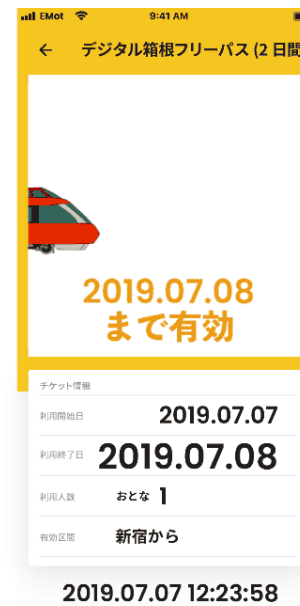 EMot 9:41 AM
デジタル箱根フリーパス (2 日間
2019.07.08
まで有効
チケット情報
利用開始日 2019.07.07
利用終了日 2019.07.08
利用人数 おとな 1
有効区間 新宿から
2019.07.07 12:23:58